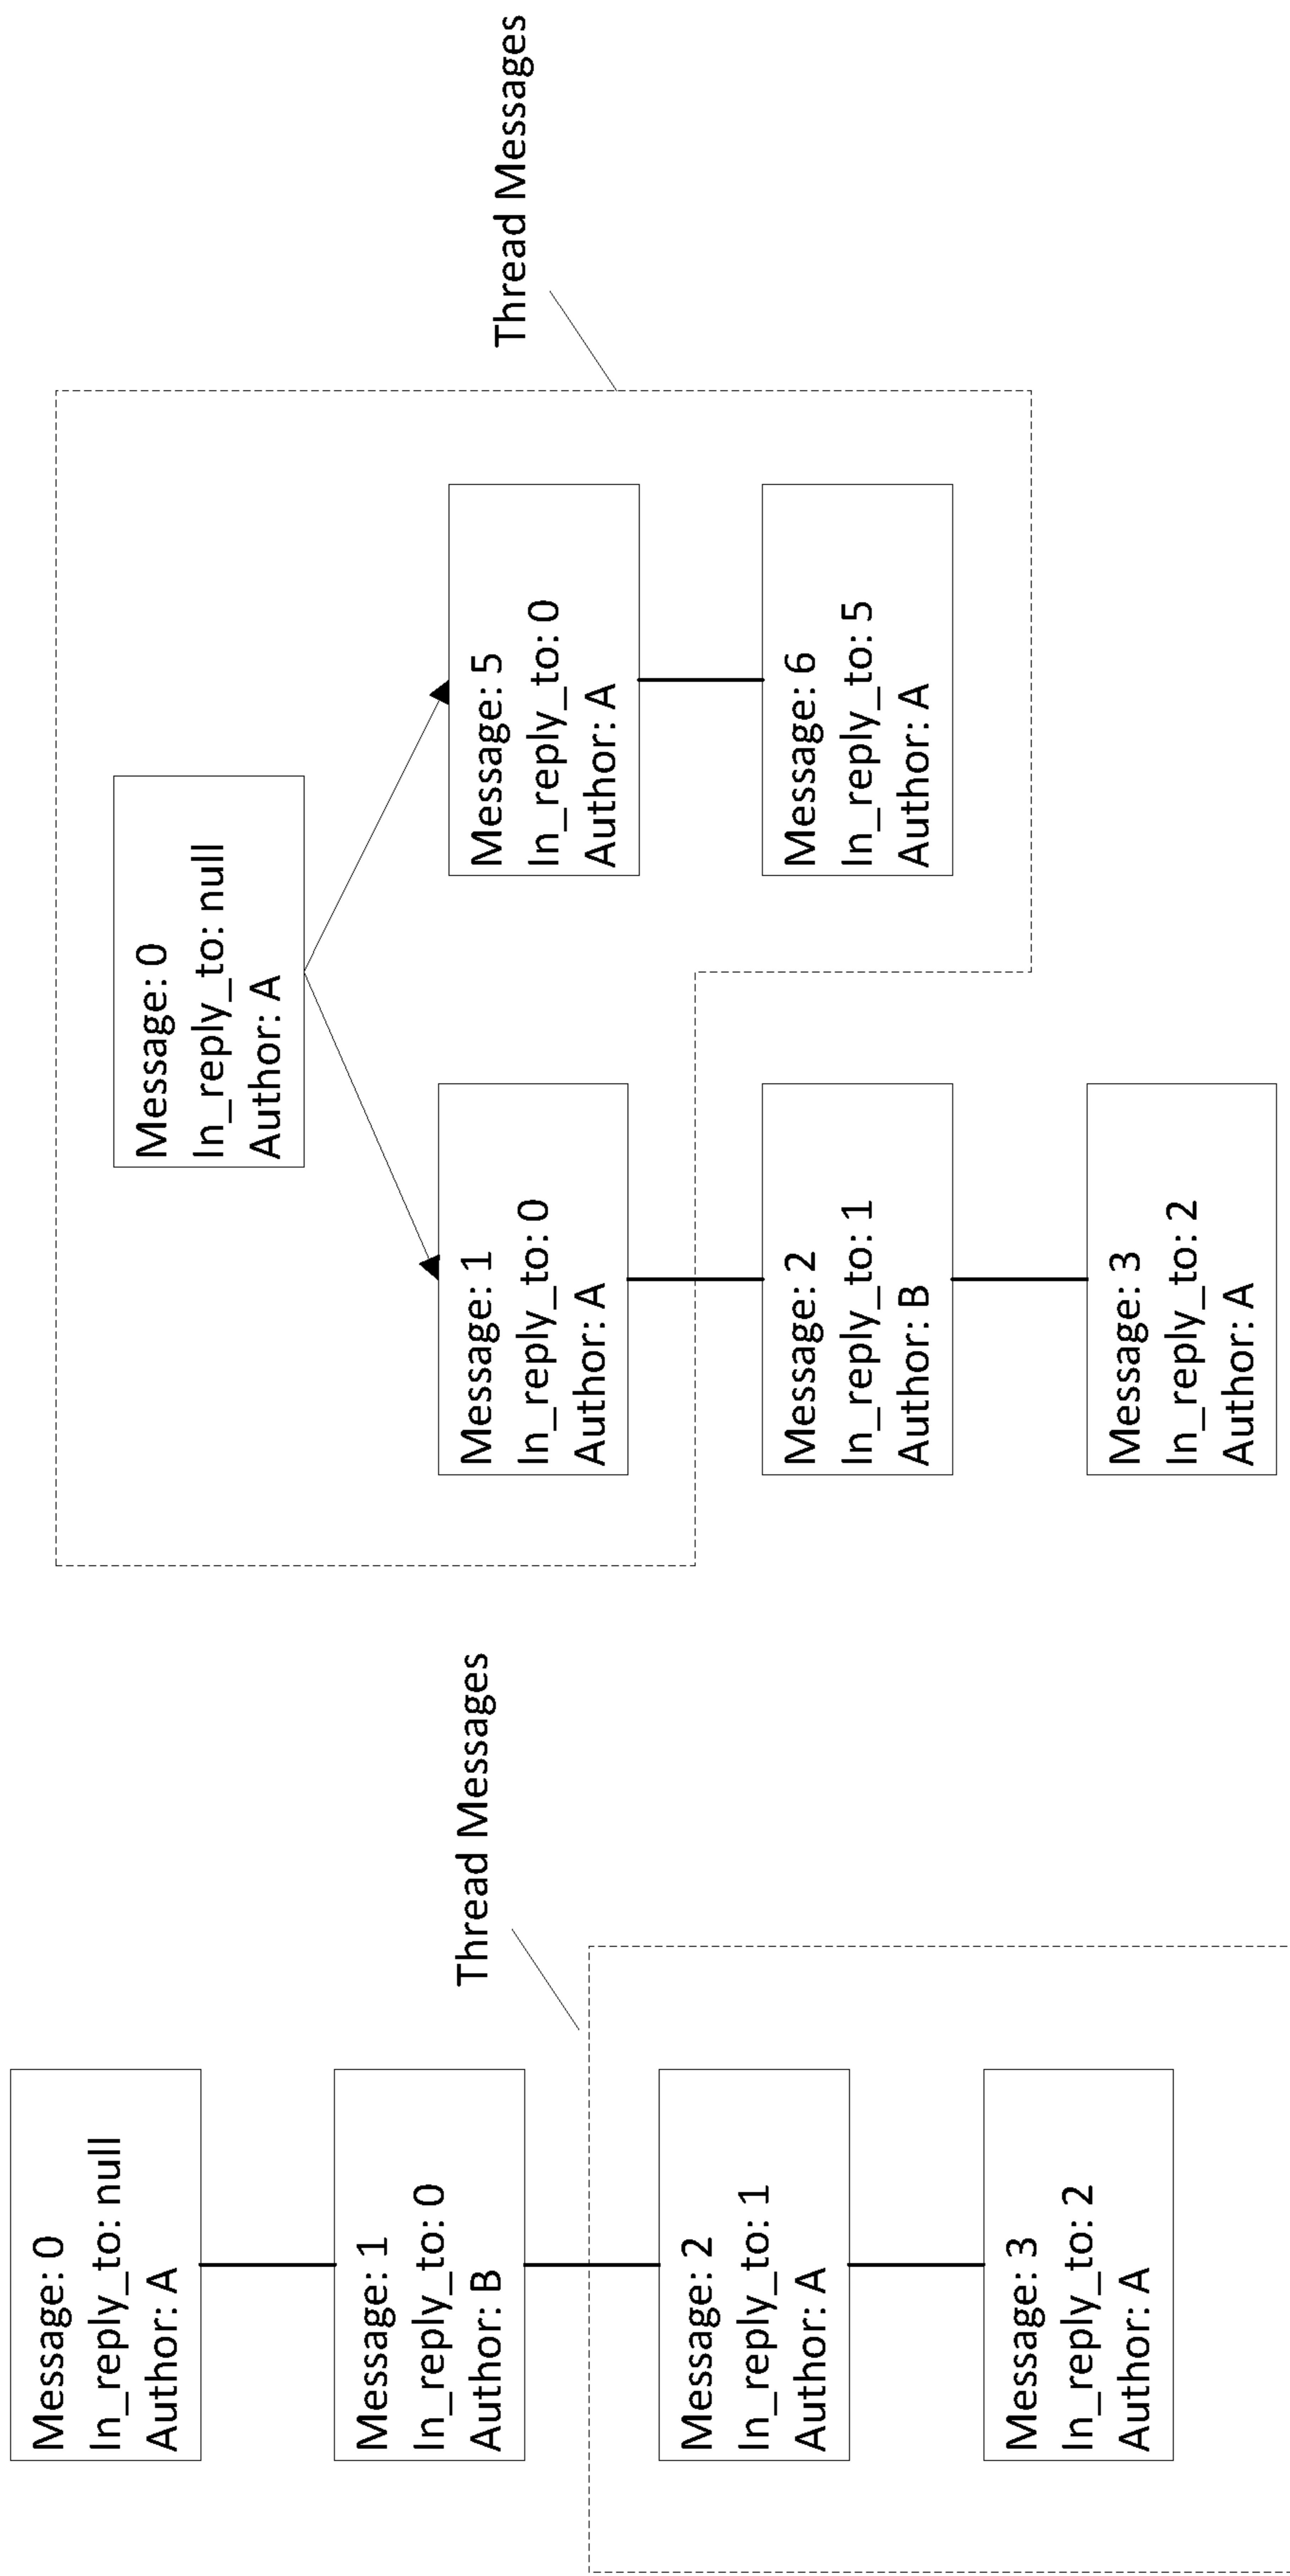 Message: 0
In_reply_to: null
Author: A
Message: 1
In_reply_to: 0
Author: B
Thread Messages
Message: 2
In_reply_to: 1
Author: A
Message: 3
In_reply_to: 2
Author: A
Message: 0
In_reply_to: null
Author: A
Thread Messages
Message: 1
In_reply_to: 0
Author: A
Message: 5
In_reply_to: 0
Author: A
Message: 2
In_reply_to: 1
Author: B
Message: 6
In_reply_to: 5
Author: A
Message: 3
In_reply_to: 2
Author: A